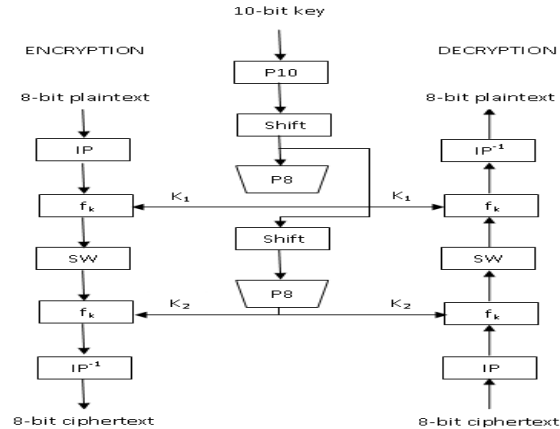 10-bit key
ENCRYPTION
DECRYPTION
P10
8-bit plaintext
8-bit plaintext
Shift
IP
IP⁻¹
P8
K₁
K₁
fₖ
fₖ
Shift
SW
SW
P8
K₂
K₂
fₖ
fₖ
IP⁻¹
IP
8-bit ciphertext
8-bit ciphertext